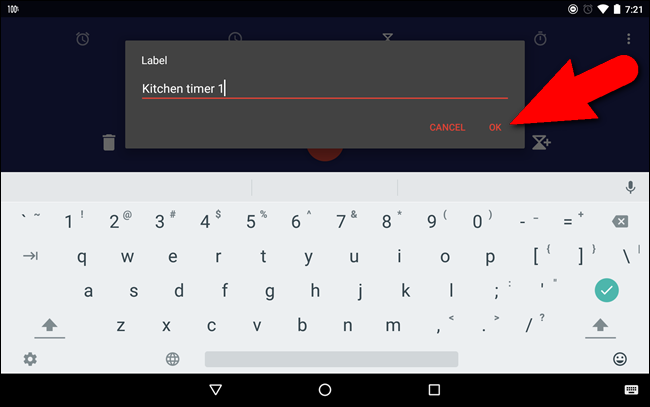 100% 7:21
Label
Kitchen timer 1
CANCEL OK
` ~ 1 ! 2 @ 3 # 4 $ 5 % 6 ^ 7 & 8 * 9 ( 0 ) - _ = +
q w e r t y u i o p [ { ] } \ |
a s d f g h j k l ; : ' "
z x c v b n m , < . > / ?